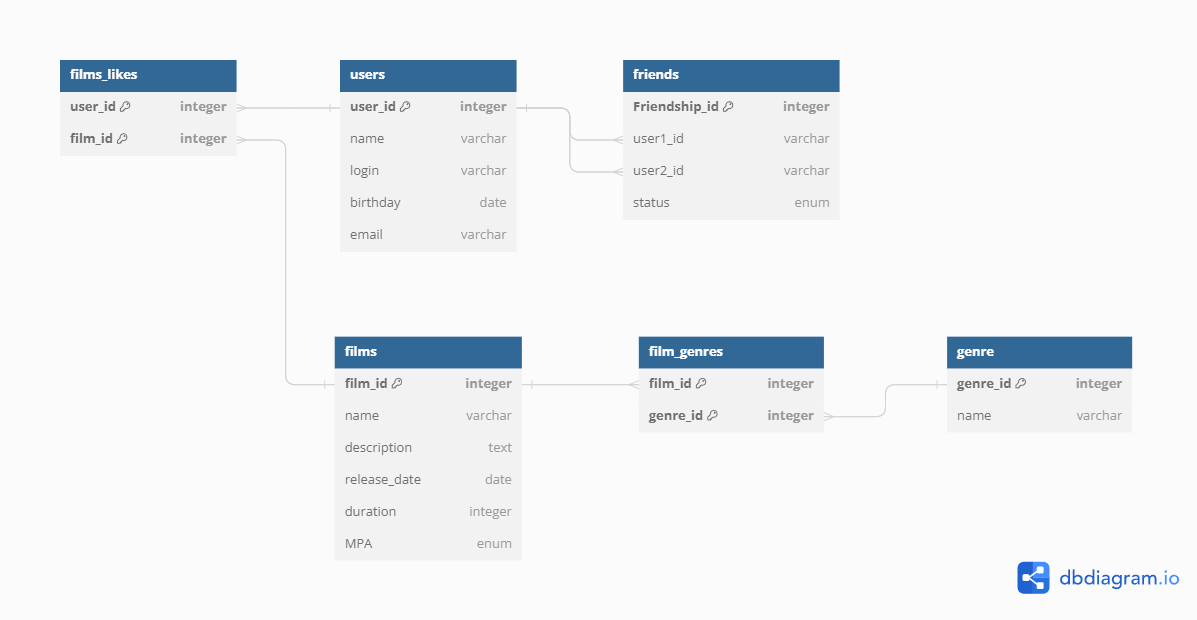 films_likes
user_id integer
film_id integer
users
user_id integer
name varchar
login varchar
birthday date
email varchar
friends
Friendship_id integer
user1_id varchar
user2_id varchar
status enum
films
film_id integer
name varchar
description text
release_date date
duration integer
MPA enum
film_genres
film_id integer
genre_id integer
genre
genre_id integer
name varchar
dbdiagram.io